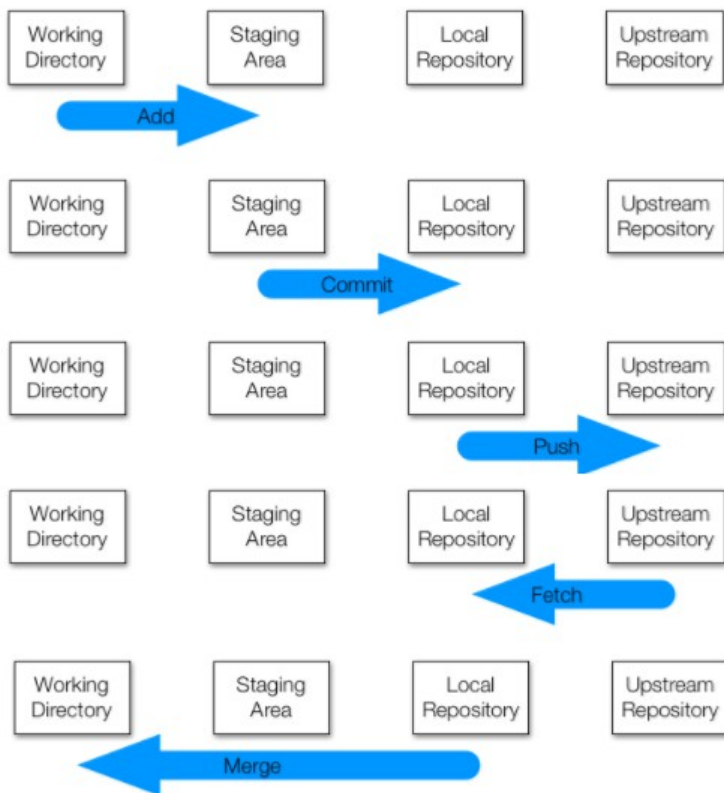 Working Directory
Staging Area
Local Repository
Upstream Repository
Add
Working Directory
Staging Area
Local Repository
Upstream Repository
Commit
Working Directory
Staging Area
Local Repository
Upstream Repository
Push
Working Directory
Staging Area
Local Repository
Upstream Repository
Fetch
Working Directory
Staging Area
Local Repository
Upstream Repository
Merge